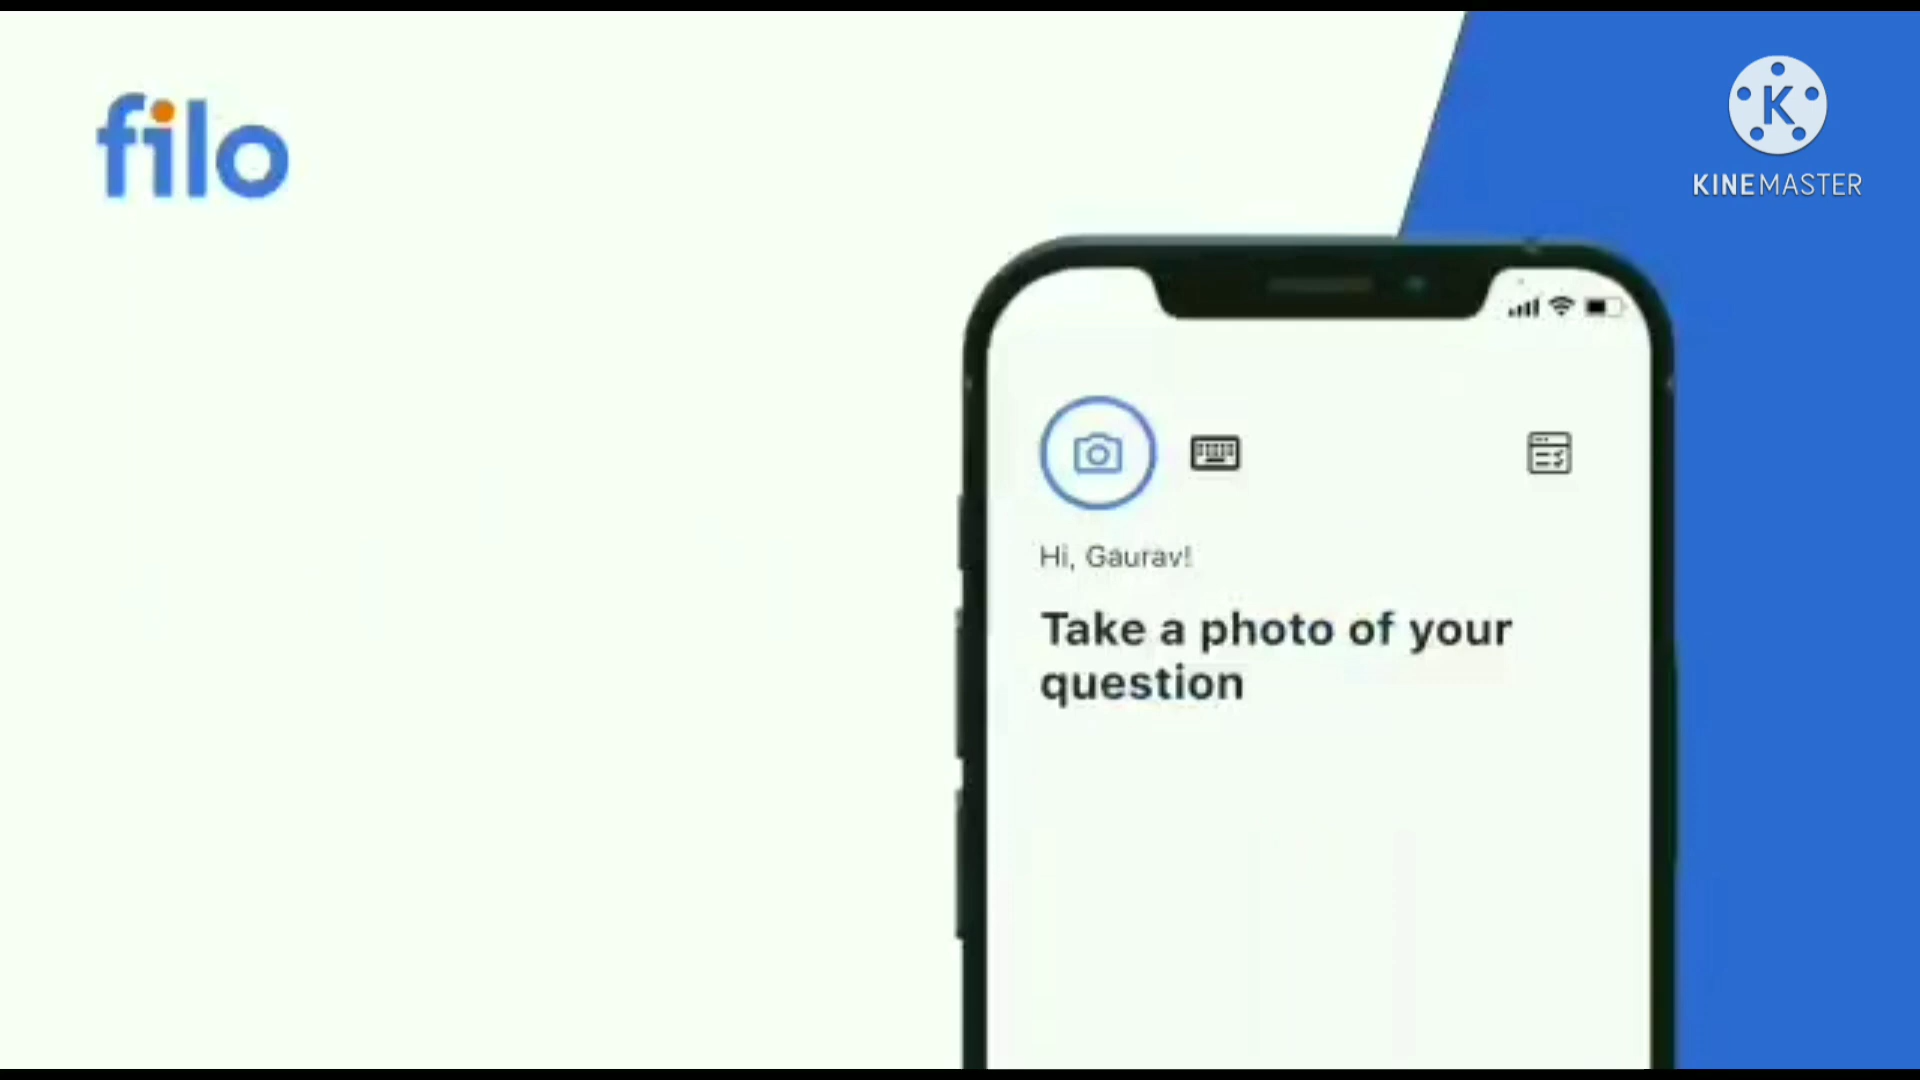 filo
KINEMASTER
Hi, Gaurav!
Take a photo of your
question